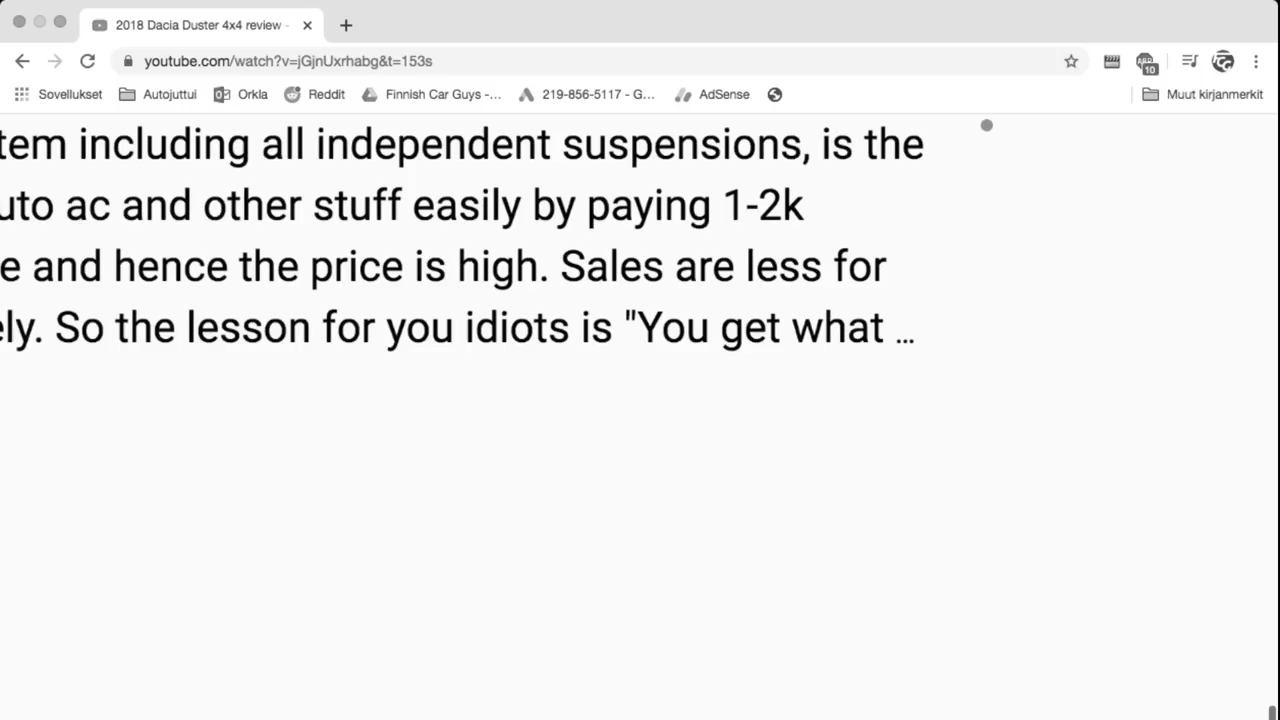 2018 Dacia Duster 4x4 review -
youtube.com/watch?v=jGjnUxrhabg&t=153s
10
Sovellukset Autojuttui Orkla Reddit Finnish Car Guys -... 219-856-5117 - G... AdSense Muut kirjanmerkit
tem including all independent suspensions, is the
uto ac and other stuff easily by paying 1-2k
e and hence the price is high. Sales are less for
ely. So the lesson for you idiots is "You get what ...